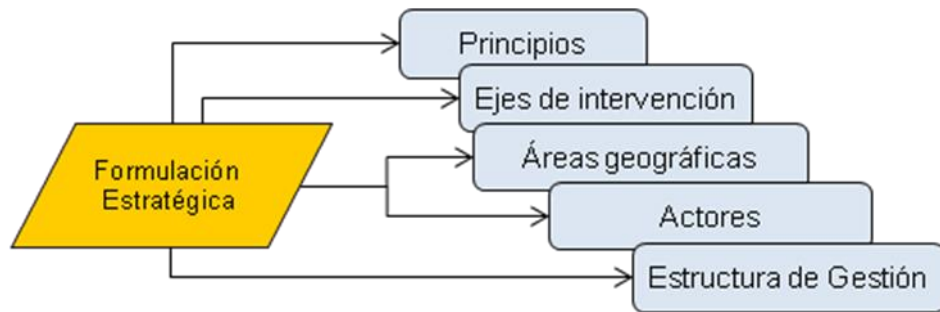 Principios
Ejes de intervención
Áreas geográficas
Actores
Estructura de Gestión
Formulación
Estratégica